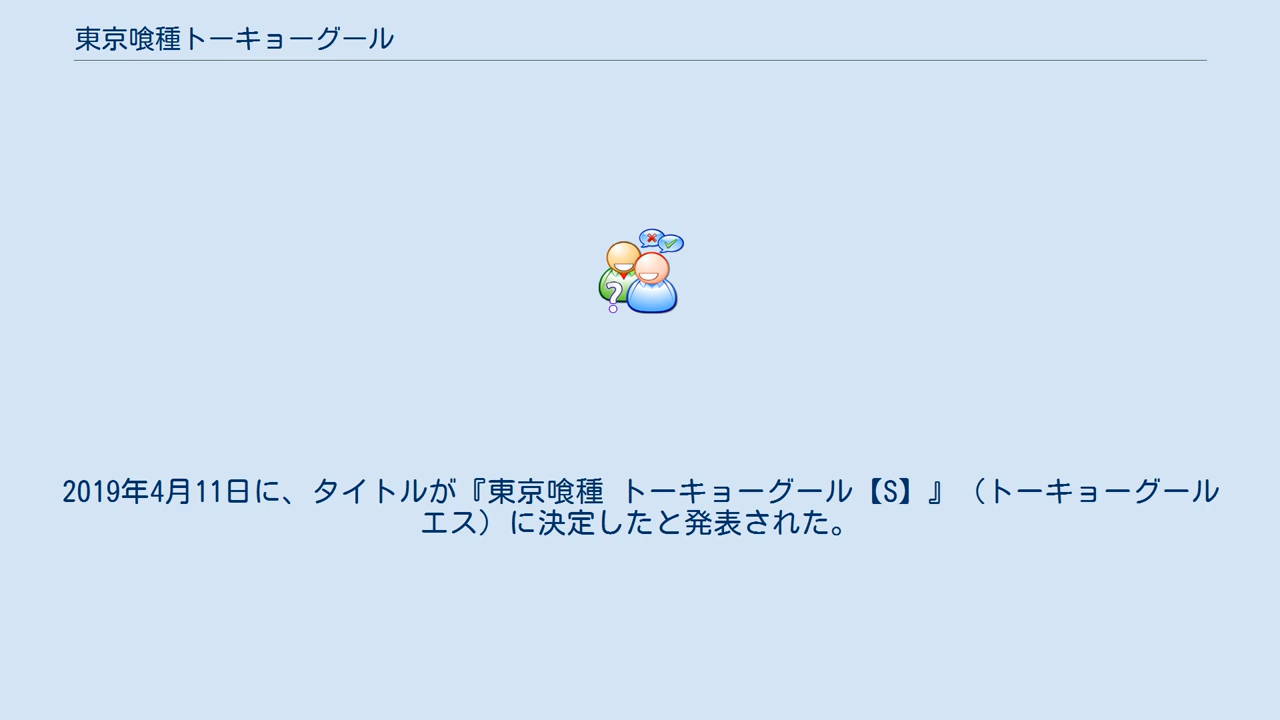 東京喰種トーキョーグール
2019年4月11日に、タイトルが『東京喰種 トーキョーグール【S】』（トーキョーグール
エス）に決定したと発表された。